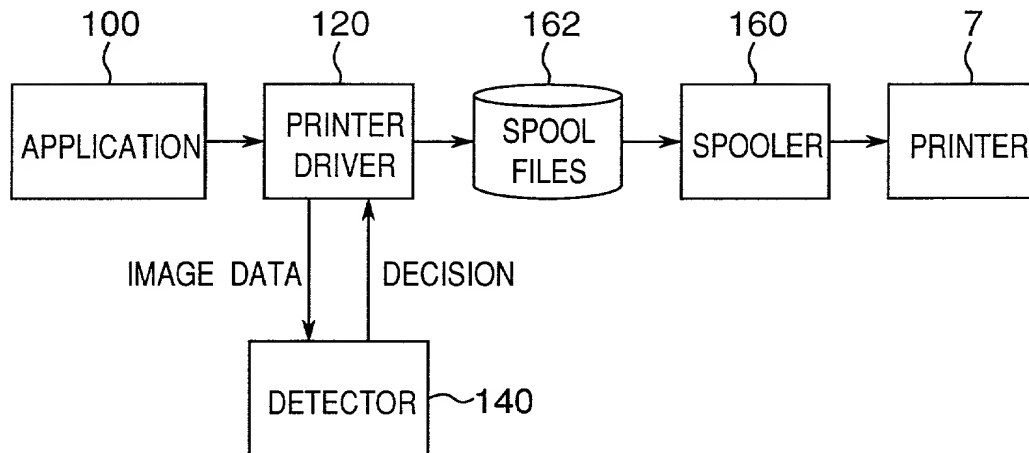 100
120
162
160
7
APPLICATION
PRINTER
DRIVER
SPOOL
FILES
SPOOLER
PRINTER
IMAGE DATA
DECISION
DETECTOR
140